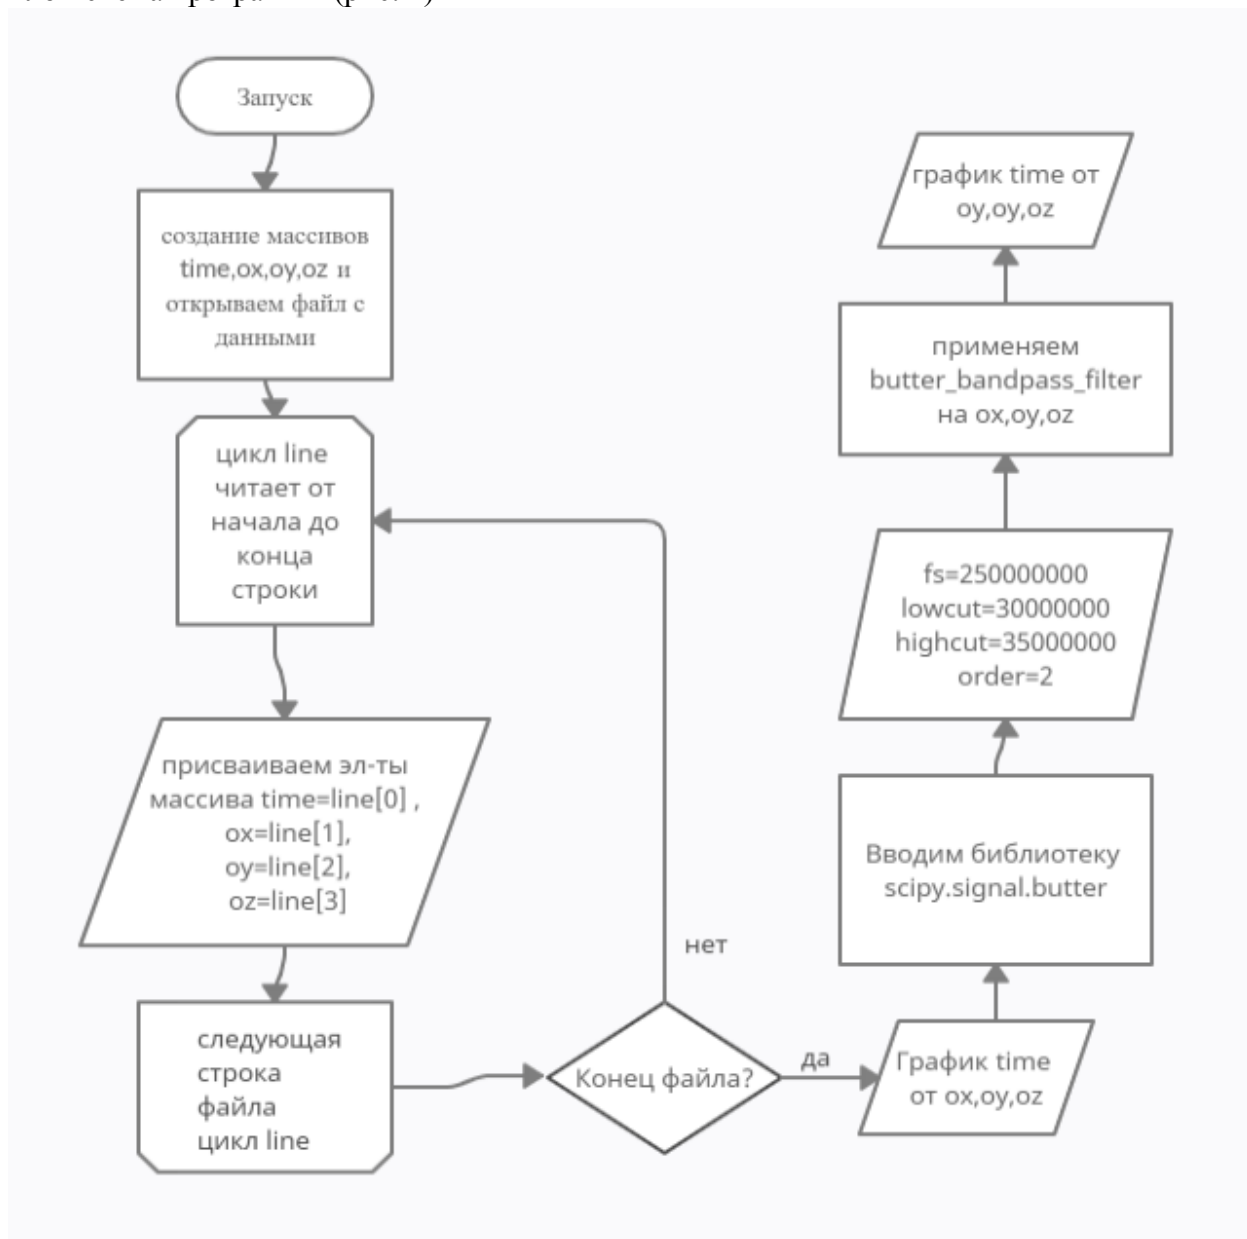 Запуск
создание массивов
time,ox,oy,oz и
открываем файл с
данными
цикл line
читает от
начала до
конца
строки
присваиваем эл-ты
массива time=line[0] ,
ox=line[1],
oy=line[2],
oz=line[3]
следующая
строка
файла
цикл line
Конец файла?
нет
да
График time
от ox,oy,oz
Вводим библиотеку
scipy.signal.butter
fs=250000000
lowcut=30000000
highcut=35000000
order=2
применяем
butter_bandpass_filter
на ox,oy,oz
график time от
oy,oy,oz